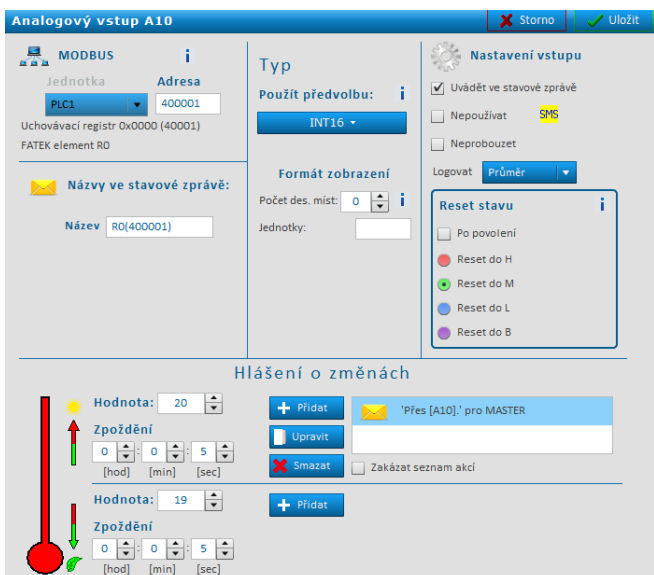 Analogový vstup A10
Storno
Uložit
MODBUS
i
Jednotka
Adresa
PLC1
400001
Uchovávací registr 0x0000 (40001)
FATEK element R0
Názvy ve stavové zprávě:
Název
R0(400001)
Typ
Použít předvolbu:
i
INT16
Formát zobrazení
Počet des. míst:
0
i
Jednotky:
Nastavení vstupu
Uvádět ve stavové zprávě
Nepoužívat
SMS
Neprobouzet
Logovat
Průměr
Reset stavu
i
Po povolení
Reset do H
Reset do M
Reset do L
Reset do B
Hlášení o změnách
Hodnota:
20
Zpoždění
0 : 0 : 5
[hod] [min] [sec]
Přidat
Upravit
Smazat
'Přes [A10].' pro MASTER
Zakázat seznam akcí
Hodnota:
19
Zpoždění
0 : 0 : 5
[hod] [min] [sec]
Přidat